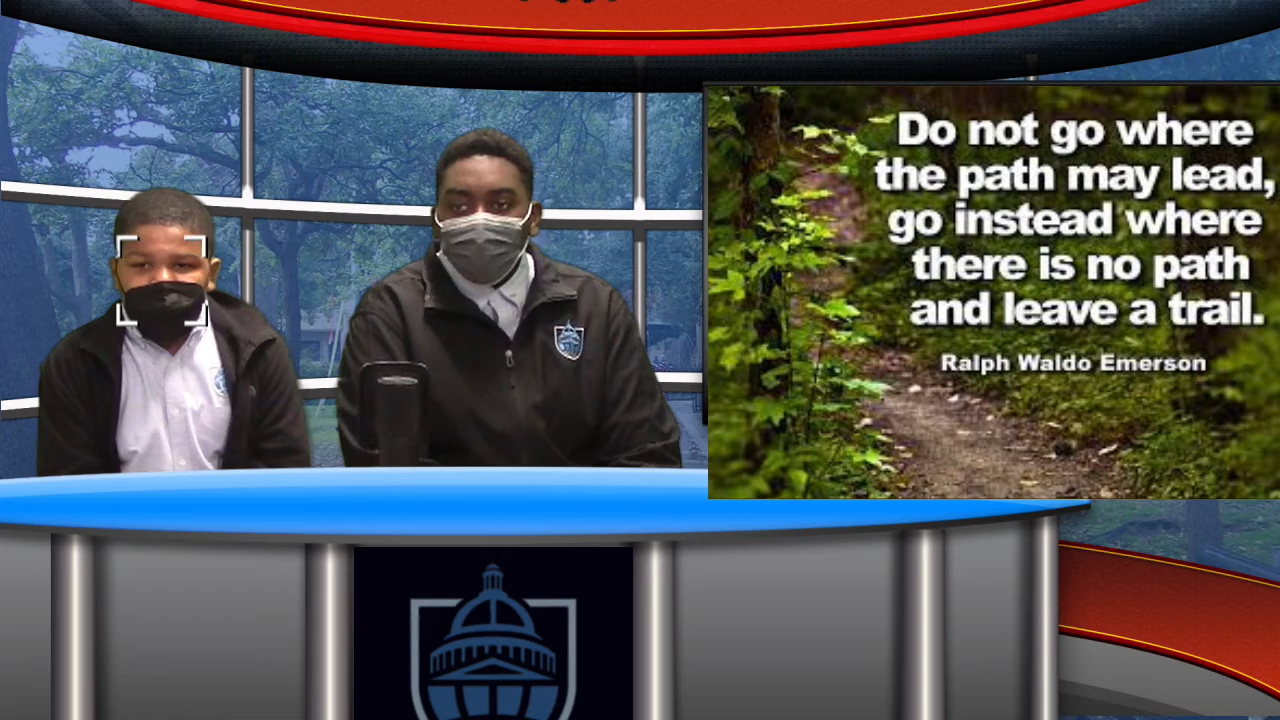 Do not go where
the path may lead,
go instead where
there is no path
and leave a trail.
Ralph Waldo Emerson